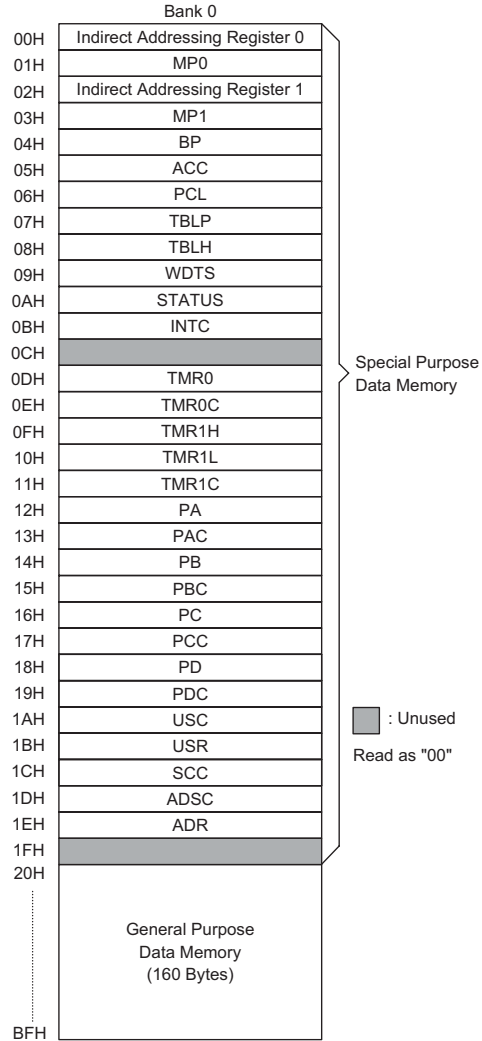 Bank 0
00H Indirect Addressing Register 0
01H MP0
02H Indirect Addressing Register 1
03H MP1
04H BP
05H ACC
06H PCL
07H TBLP
08H TBLH
09H WDTS
0AH STATUS
0BH INTC
0CH
0DH TMR0
0EH TMR0C
0FH TMR1H
10H TMR1L
11H TMR1C
12H PA
13H PAC
14H PB
15H PBC
16H PC
17H PCC
18H PD
19H PDC
1AH USC
1BH USR
1CH SCC
1DH ADSC
1EH ADR
1FH
20H
BFH
General Purpose
Data Memory
(160 Bytes)
Special Purpose
Data Memory
: Unused
Read as "00"